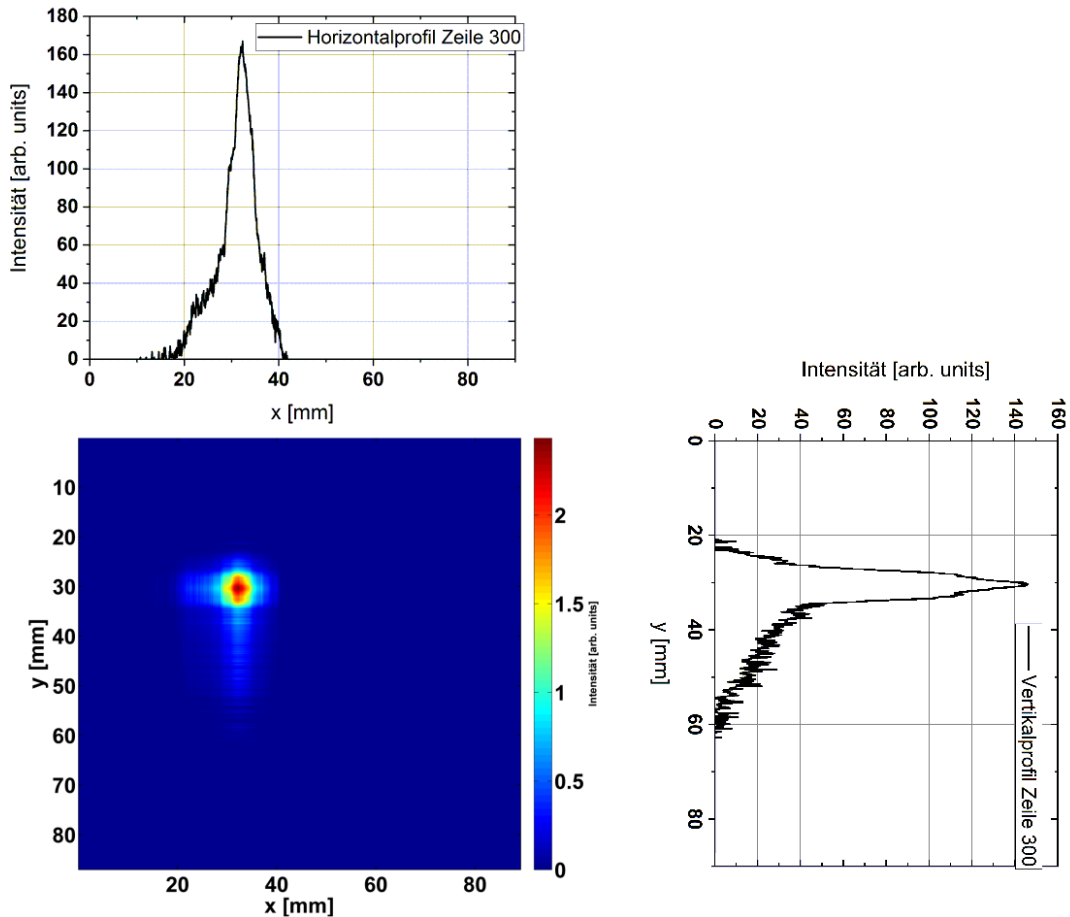 180
160
140
120
100
80
60
40
20
0
Intensität [arb. units]
Horizontalprofil Zeile 300
0 20 40 60 80
x [mm]
10
20
30
40
50
60
70
80
y [mm]
20 40 60 80
x [mm]
2
1.5
1
0.5
0
Intensität [arb. units]
Intensität [arb. units]
0 20 40 60 80 100 120 140 160
0
20
40
60
80
y [mm]
Vertikalprofil Zeile 300